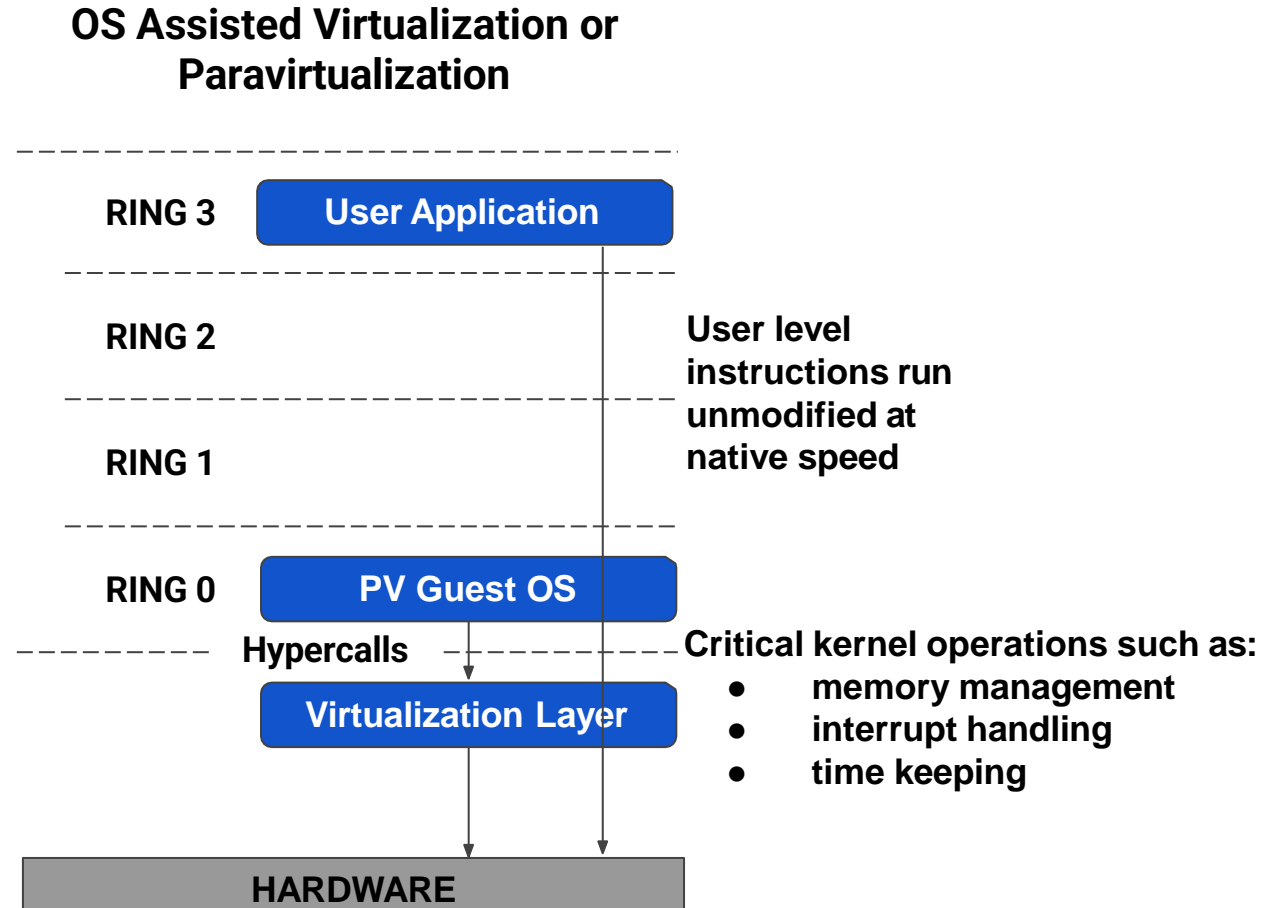 OS Assisted Virtualization or
Paravirtualization
RING 3
User Application
RING 2
User level
instructions run
unmodified at
native speed
RING 1
RING 0
PV Guest OS
Hypercalls
Critical kernel operations such as:
● memory management
● interrupt handling
● time keeping
Virtualization Layer
HARDWARE